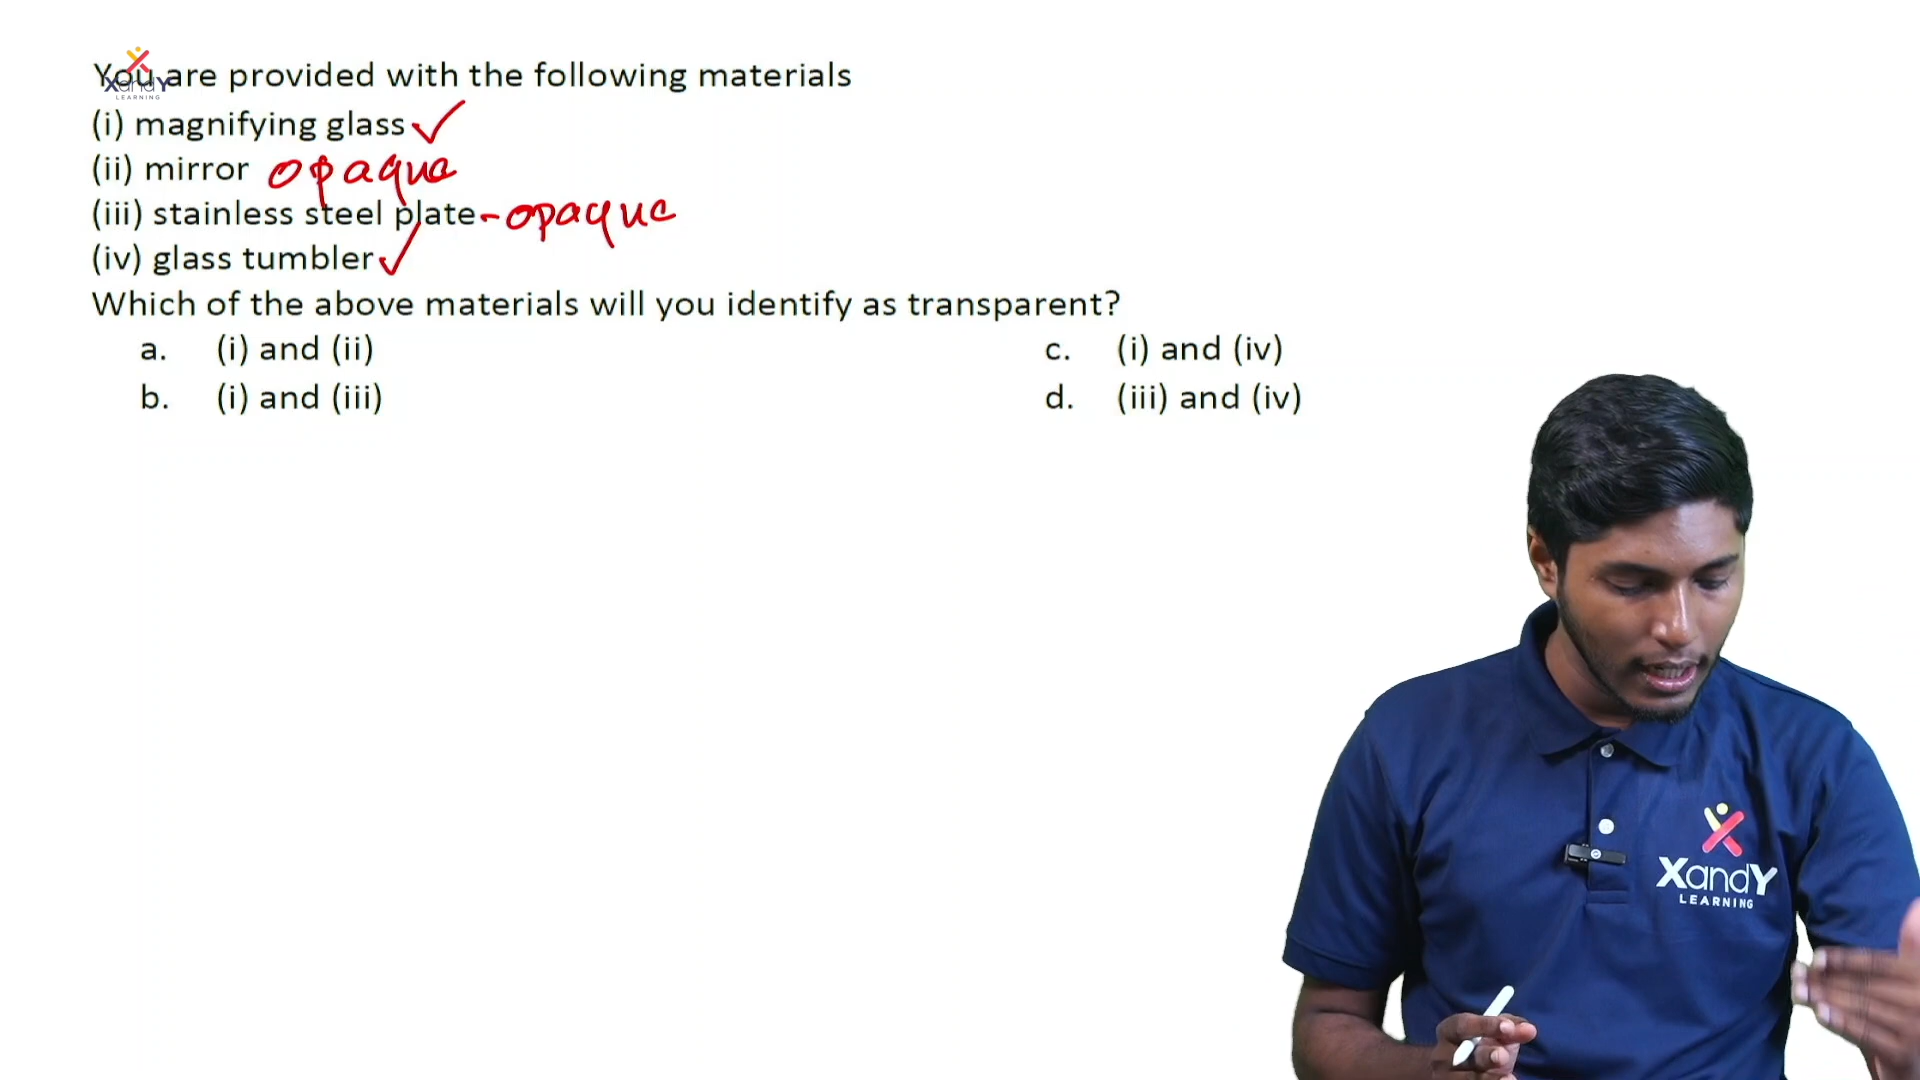 You are provided with the following materials
XandY
LEARNING
(i) magnifying glass ✓
(ii) mirror opaque
(iii) stainless steel plate - opaque
(iv) glass tumbler ✓
Which of the above materials will you identify as transparent?
a. (i) and (ii)
b. (i) and (iii)
c. (i) and (iv)
d. (iii) and (iv)
XandY
LEARNING